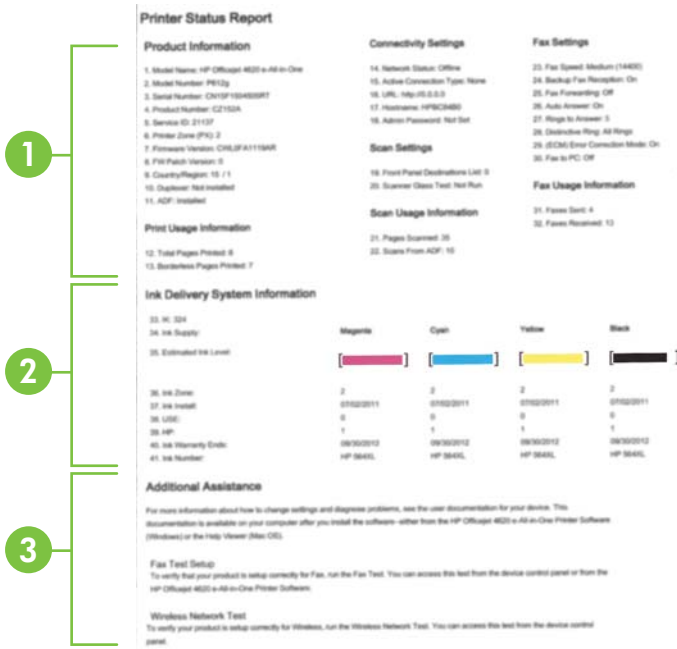 Printer Status Report
1
Product Information
1. Model Name: HP Officejet 4620 e-All-in-One
2. Model Number: P612g
3. Serial Number:
4. Product Number: CZ152A
5. Service ID: 21137
6. Printer Zone (PX): 2
7. Firmware Version:
8. FW Patch Version: 0
9. Country/Region: 15 / 1
10. Duplexer: Not installed
11. ADF: Installed
Print Usage Information
12. Total Pages Printed:
13. Borderless Pages Printed: 7
Connectivity Settings
14. Network Status: Offline
15. Active Connection Type: None
16. URL: http://0.0.0.0
17. Hostname:
18. Admin Password: Not Set
Scan Settings
19. Front Panel Destinations List: 0
20. Scanner Glass Test: Not Run
Scan Usage Information
21. Pages Scanned:
22. Scans From ADF: 10
Fax Settings
23. Fax Speed: Medium (14400)
24. Backup Fax Reception: On
25. Fax Forwarding: Off
26. Auto Answer: On
27. Rings to Answer: 5
28. Distinctive Ring: All Rings
29. (ECM) Error Correction Mode: On
30. Fax to PC: Off
Fax Usage Information
31. Faxes Sent: 4
32. Faxes Received: 13
2
Ink Delivery System Information
33. 324
34. Ink Supply: Magenta Cyan Yellow Black
35. Estimated Ink Level:
36. Ink Zone: 2 2 2 2
37. Ink Install: 07/02/2011 07/02/2011 07/02/2011 07/02/2011
38. USE: 0 0 0 0
39. HP: 1 1 1 1
40. Ink Warranty Ends: 09/30/2012 09/30/2012 09/30/2012 09/30/2012
41. Ink Number: HP 564XL HP 564XL HP 564XL HP 564XL
3
Additional Assistance
For more information about how to change settings and diagnose problems, see the user documentation for your device. This
documentation is available on your computer after you install the software--either from the HP Officejet 4620 e-All-in-One Printer Software
(Windows) or the Help Viewer (Mac OS).
Fax Test Setup
To verify that your product is setup correctly for Fax, run the Fax Test. You can access this test from the device control panel or from the
HP Officejet 4620 e-All-in-One Printer Software.
Wireless Network Test
To verify your product is setup correctly for Wireless, run the Wireless Network Test. You can access this test from the device control
panel.